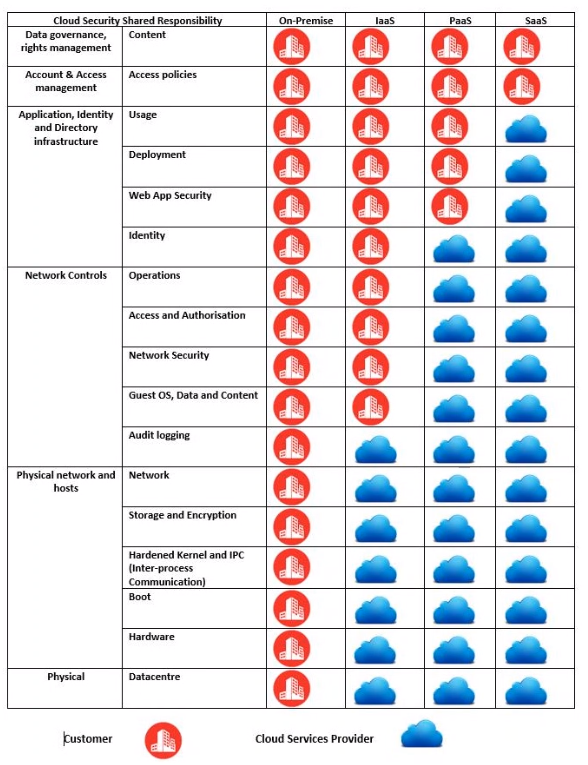 Cloud Security Shared Responsibility On-Premise IaaS PaaS SaaS
Data governance, Content
rights management
Account & Access Access policies
management
Application, Identity Usage
and Directory
infrastructure
Deployment
Web App Security
Identity
Network Controls Operations
Access and Authorisation
Network Security
Guest OS, Data and Content
Audit logging
Physical network and Network
hosts
Storage and Encryption
Hardened Kernel and IPC
(Inter-process
Communication)
Boot
Hardware
Physical Datacentre
Customer Cloud Services Provider